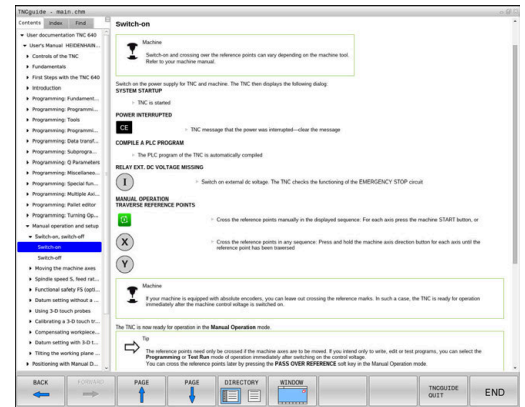 TNCguide - main.chm
Contents Index Find
User documentation TNC 640
User's Manual HEIDENHAIN...
Controls of the TNC
Fundamentals
First Steps with the TNC 640
Introduction
Programming: Fundament...
Programming: Programmi...
Programming: Tools
Programming: Programmi...
Programming: Data transf...
Programming: Subprogra...
Programming: Q Parameters
Programming: Miscellaneo...
Programming: Special fun...
Programming: Multiple Axi...
Programming: Pallet editor
Programming: Turning Op...
Manual operation and setup
Switch-on, switch-off
Switch-on
Switch-off
Moving the machine axes
Spindle speed S, feed rat...
Functional safety FS (opti...
Datum setting without a ...
Using 3-D touch probes
Calibrating a 3-D touch tr...
Compensating workpiece...
Datum setting with 3-D t...
Tilting the working plane ...
Positioning with Manual D...
Switch-on
Machine
Switch-on and crossing over the reference points can vary depending on the machine tool.
Refer to your machine manual.
Switch on the power supply for TNC and machine. The TNC then displays the following dialog:
SYSTEM STARTUP
TNC is started
POWER INTERRUPTED
CE
TNC message that the power was interrupted—clear the message
COMPILE A PLC PROGRAM
The PLC program of the TNC is automatically compiled
RELAY EXT. DC VOLTAGE MISSING
I
Switch on external dc voltage. The TNC checks the functioning of the EMERGENCY STOP circuit
MANUAL OPERATION
TRAVERSE REFERENCE POINTS
Cross the reference points manually in the displayed sequence: For each axis press the machine START button, or
X
Cross the reference points in any sequence: Press and hold the machine axis direction button for each axis until the
reference point has been traversed
Y
Machine
If your machine is equipped with absolute encoders, you can leave out crossing the reference marks. In such a case, the TNC is ready for operation
immediately after the machine control voltage is switched on.
The TNC is now ready for operation in the Manual Operation mode.
Tip
The reference points need only be crossed if the machine axes are to be moved. If you intend only to write, edit or test programs, you can select the
Programming or Test Run mode of operation immediately after switching on the control voltage.
You can cross the reference points later by pressing the PASS OVER REFERENCE soft key in the Manual Operation mode.
BACK FORWARD PAGE PAGE DIRECTORY WINDOW TNCGUIDE QUIT END